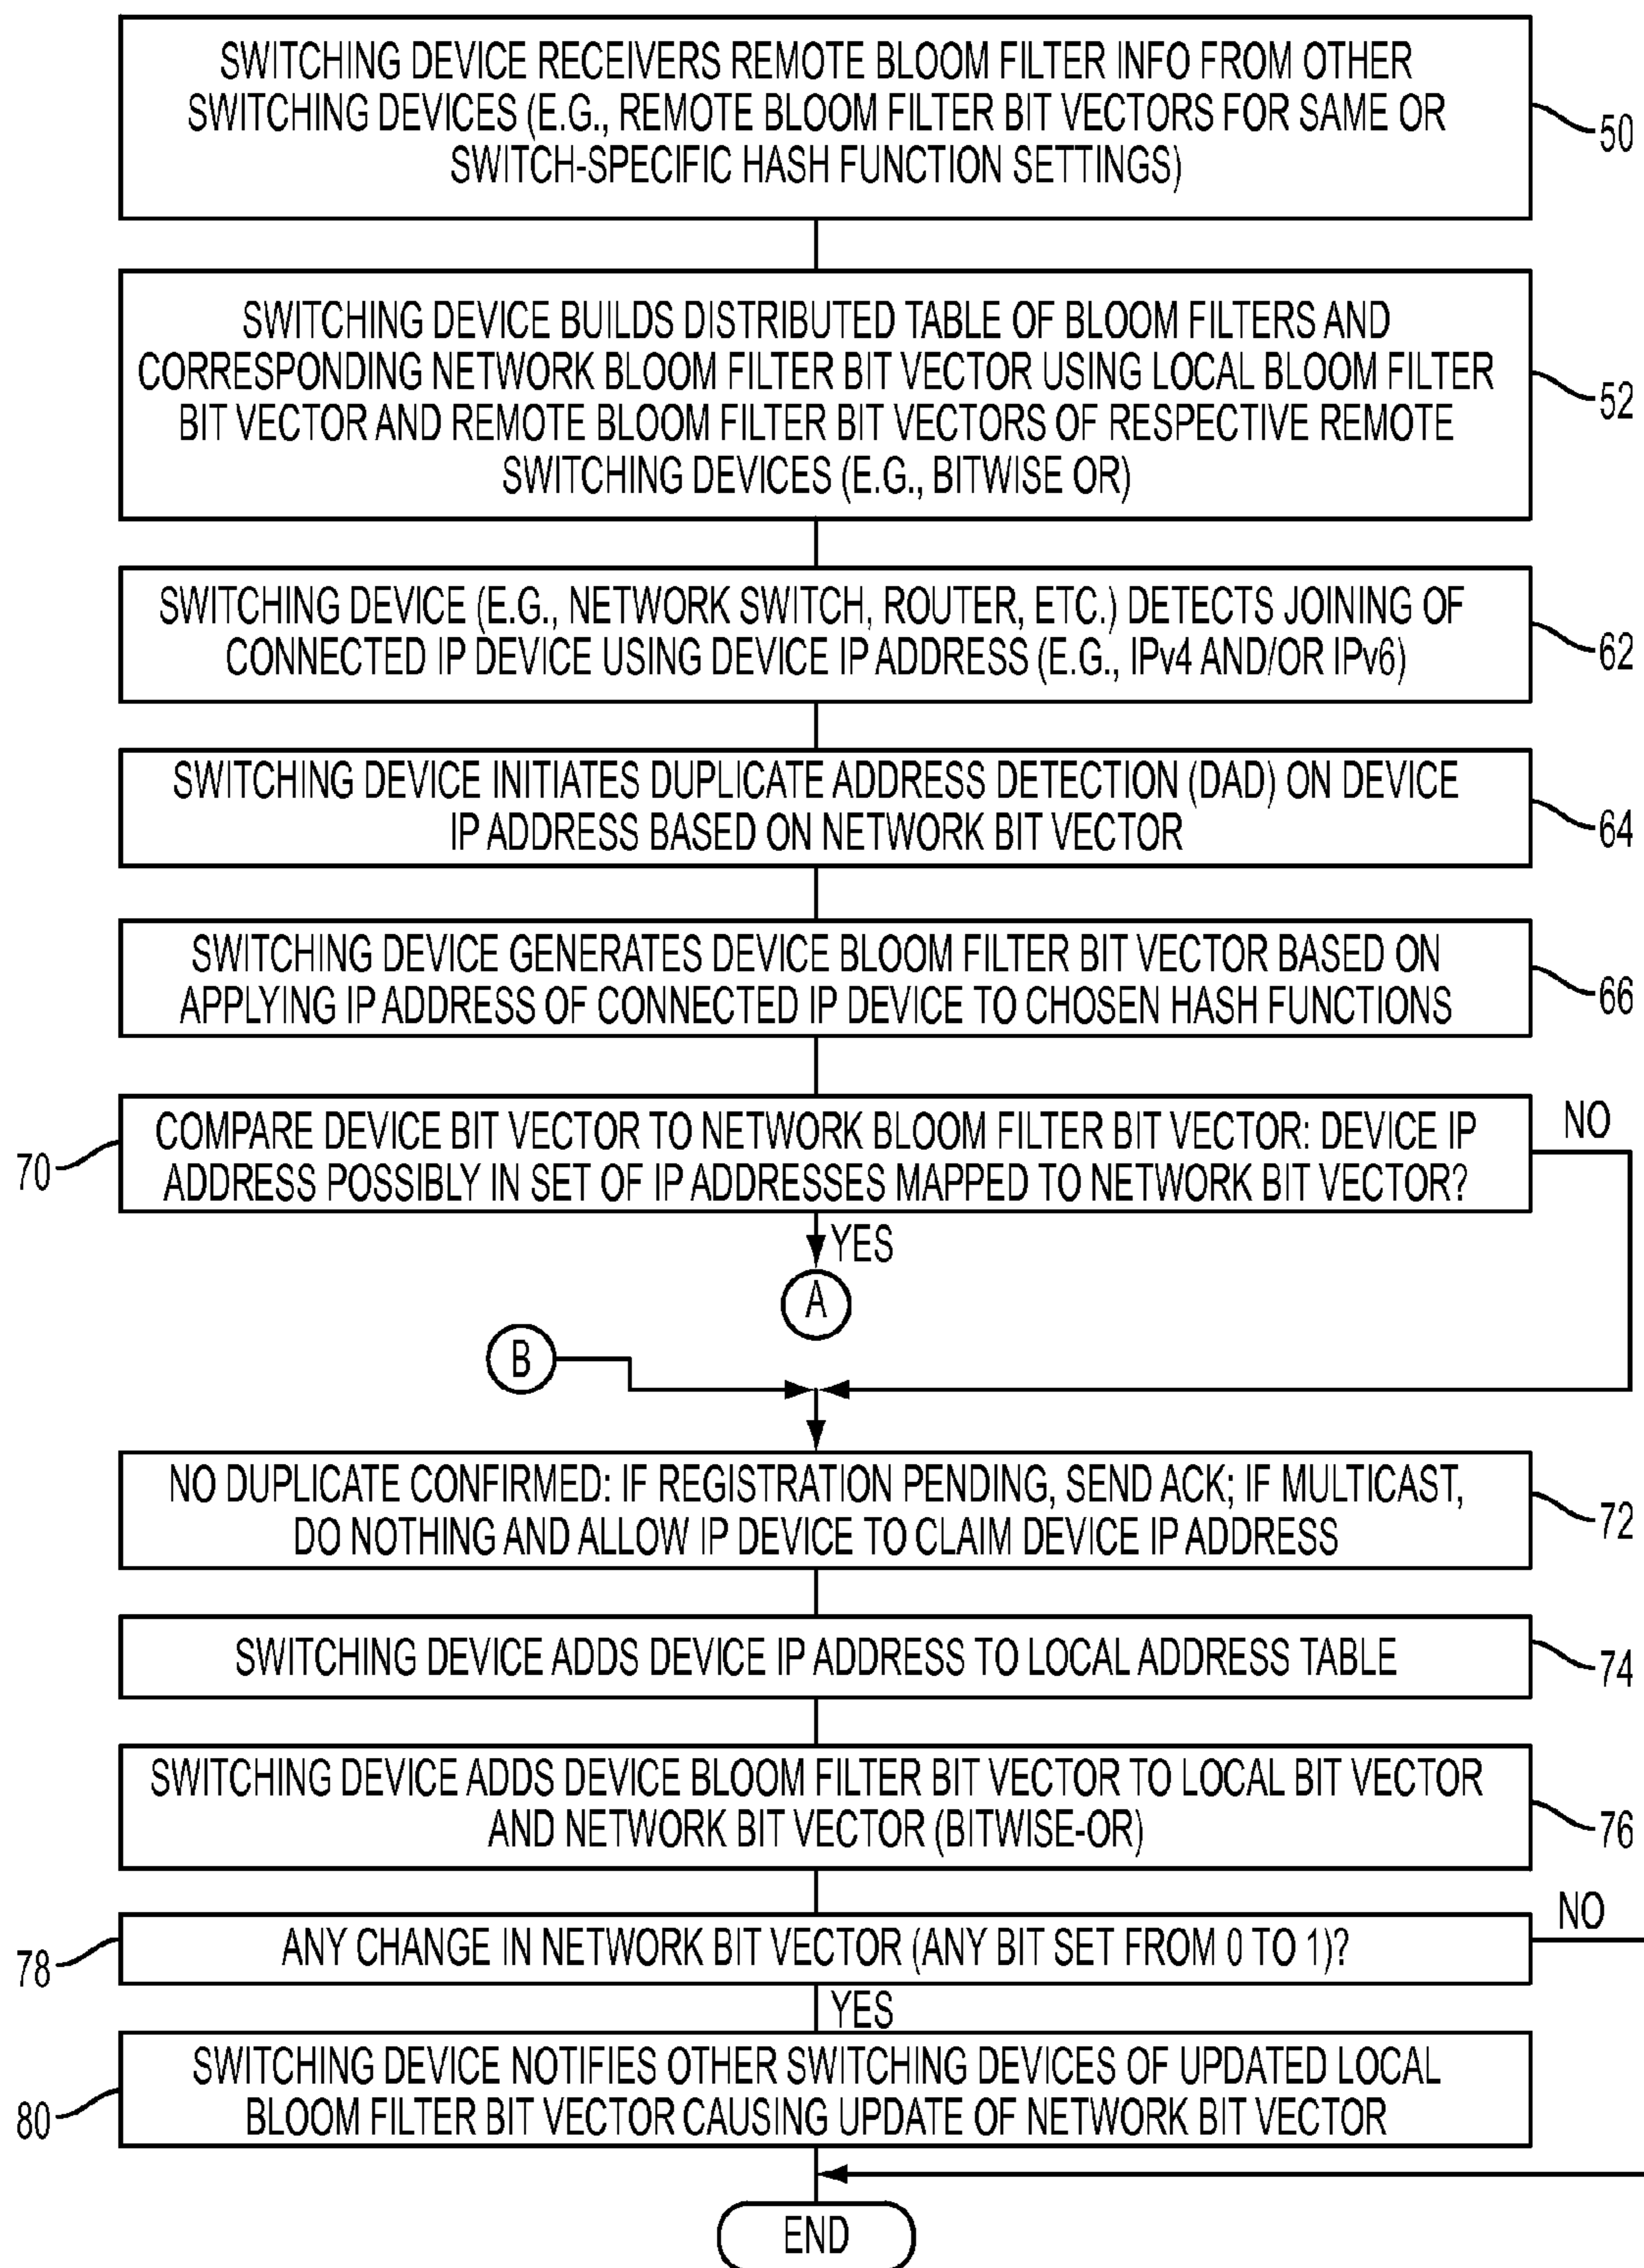 SWITCHING DEVICE RECEIVERS REMOTE BLOOM FILTER INFO FROM OTHER
SWITCHING DEVICES (E.G., REMOTE BLOOM FILTER BIT VECTORS FOR SAME OR
SWITCH-SPECIFIC HASH FUNCTION SETTINGS)
50
SWITCHING DEVICE BUILDS DISTRIBUTED TABLE OF BLOOM FILTERS AND
CORRESPONDING NETWORK BLOOM FILTER BIT VECTOR USING LOCAL BLOOM FILTER
BIT VECTOR AND REMOTE BLOOM FILTER BIT VECTORS OF RESPECTIVE REMOTE
SWITCHING DEVICES (E.G., BITWISE OR)
52
SWITCHING DEVICE (E.G., NETWORK SWITCH, ROUTER, ETC.) DETECTS JOINING OF
CONNECTED IP DEVICE USING DEVICE IP ADDRESS (E.G., IPv4 AND/OR IPv6)
62
SWITCHING DEVICE INITIATES DUPLICATE ADDRESS DETECTION (DAD) ON DEVICE
IP ADDRESS BASED ON NETWORK BIT VECTOR
64
SWITCHING DEVICE GENERATES DEVICE BLOOM FILTER BIT VECTOR BASED ON
APPLYING IP ADDRESS OF CONNECTED IP DEVICE TO CHOSEN HASH FUNCTIONS
66
COMPARE DEVICE BIT VECTOR TO NETWORK BLOOM FILTER BIT VECTOR: DEVICE IP
ADDRESS POSSIBLY IN SET OF IP ADDRESSES MAPPED TO NETWORK BIT VECTOR?
70
NO
YES
A
B
NO DUPLICATE CONFIRMED: IF REGISTRATION PENDING, SEND ACK; IF MULTICAST,
DO NOTHING AND ALLOW IP DEVICE TO CLAIM DEVICE IP ADDRESS
72
SWITCHING DEVICE ADDS DEVICE IP ADDRESS TO LOCAL ADDRESS TABLE
74
SWITCHING DEVICE ADDS DEVICE BLOOM FILTER BIT VECTOR TO LOCAL BIT VECTOR
AND NETWORK BIT VECTOR (BITWISE-OR)
76
ANY CHANGE IN NETWORK BIT VECTOR (ANY BIT SET FROM 0 TO 1)?
78
NO
YES
SWITCHING DEVICE NOTIFIES OTHER SWITCHING DEVICES OF UPDATED LOCAL
BLOOM FILTER BIT VECTOR CAUSING UPDATE OF NETWORK BIT VECTOR
80
END